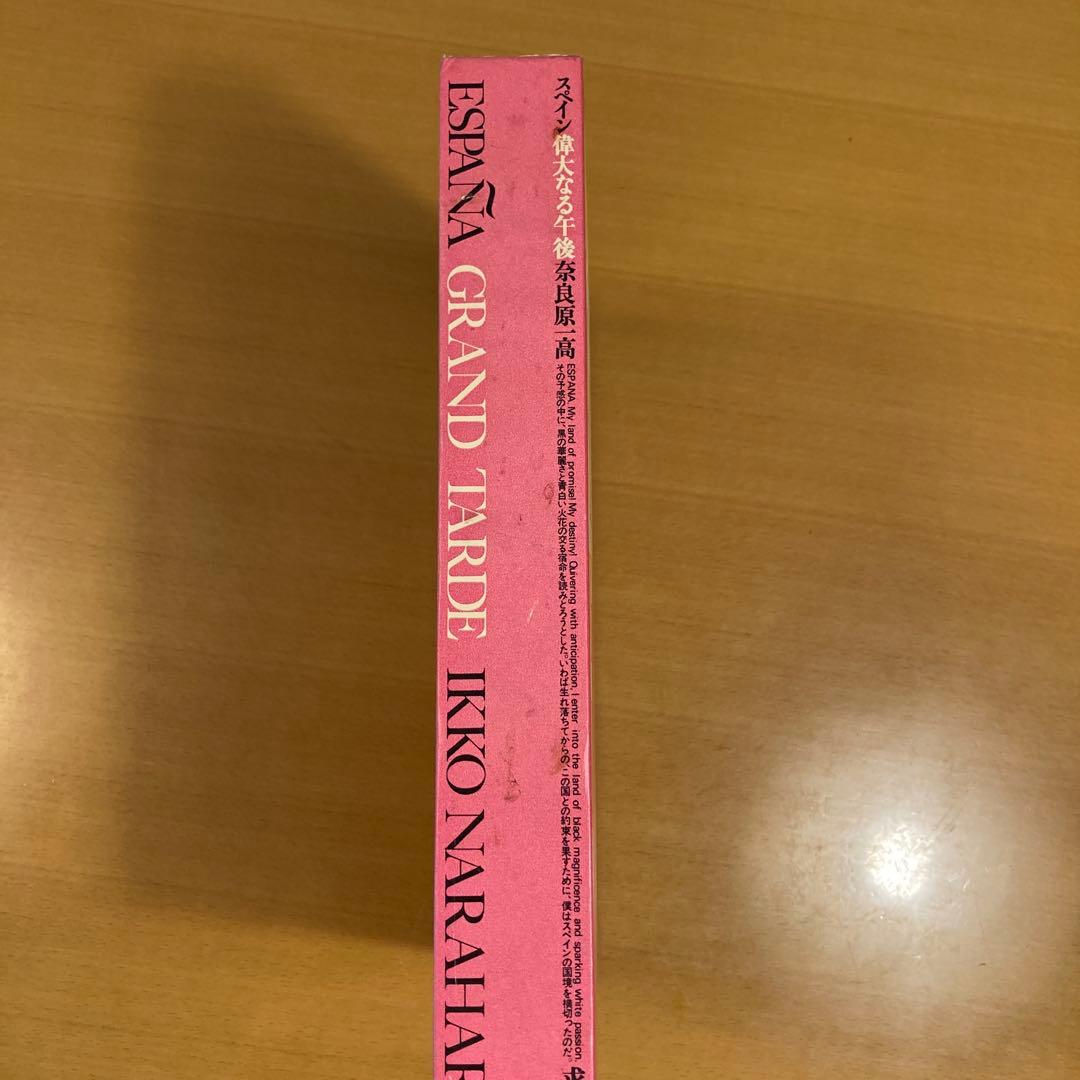 ESPAÑA GRAND TARDE IKKO NARAHAR
スペイン偉大なる午後奈良原一高
ESPANA. My land of promise! My destiny! Quivering with anticipation, I enter into the land of black magnificence and sparking white passion.
その予感の中に、黒の華麗さと青白い火花の散る宿命を読みとろうとした。いわば生れ落ちてからの、この国との約束を果すために、僕はスペインの国境を横切ったのだ。